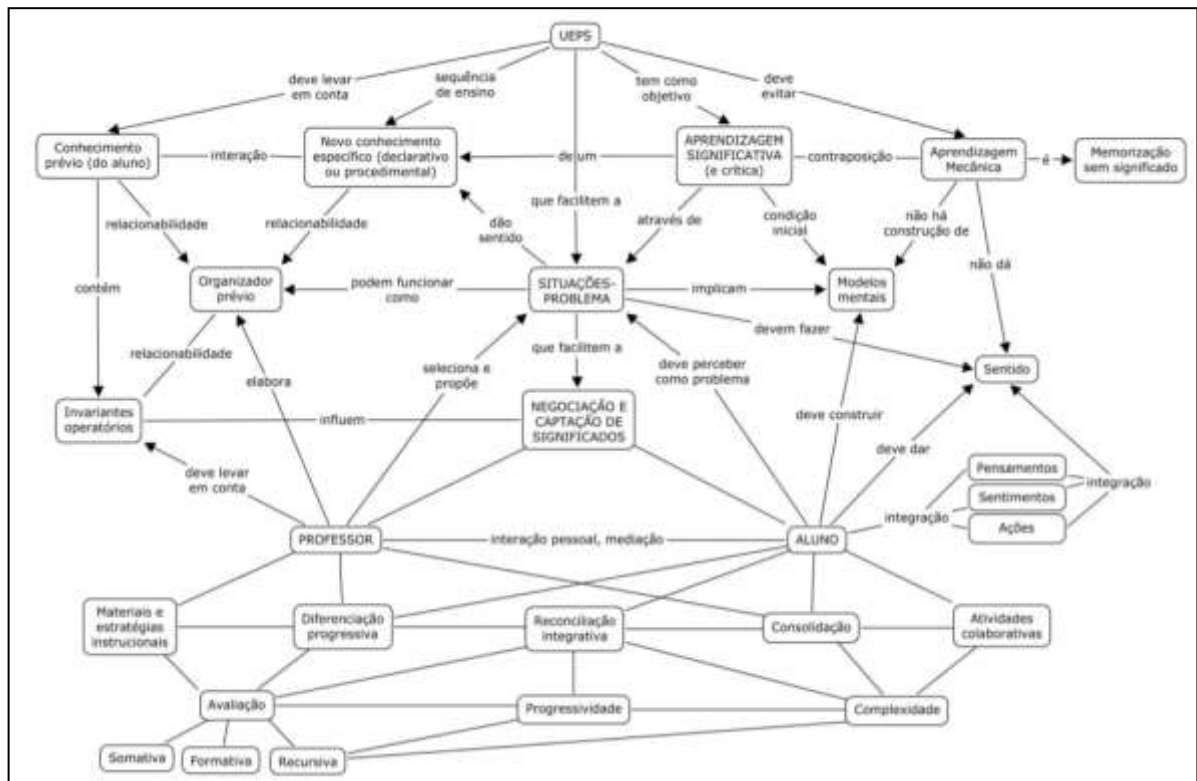 UEPS
deve levar
em conta
sequência
de ensino
tem como
objetivo
deve
evitar
Conhecimento
prévio (do aluno)
interação
Novo conhecimento
específico (declarativo
ou procedimental)
de um
APRENDIZAGEM
SIGNIFICATIVA
(e crítica)
contraposição
Aprendizagem
Mecânica
é
Memorização
sem significado
relacionabilidade
relacionabilidade
dão
sentido
que facilitem a
através de
condição
inicial
não há
construção de
não dá
contém
Organizador
prévio
podem funcionar
como
SITUAÇÕES-
PROBLEMA
implicam
Modelos
mentais
devem fazer
relacionabilidade
elabora
seleciona e
propõe
que facilitem a
deve perceber
como problema
Sentido
Invariantes
operatórios
influem
NEGOCIAÇÃO E
CAPTAÇÃO DE
SIGNIFICADOS
deve construir
deve dar
deve levar
em conta
Pensamentos
Sentimentos
Ações
integração
integração
PROFESSOR
interação pessoal, mediação
ALUNO
Materiais e
estratégias
instrucionais
Diferenciação
progressiva
Reconciliação
integrativa
Consolidação
Atividades
colaborativas
Avaliação
Progressividade
Complexidade
Somativa
Formativa
Recursiva